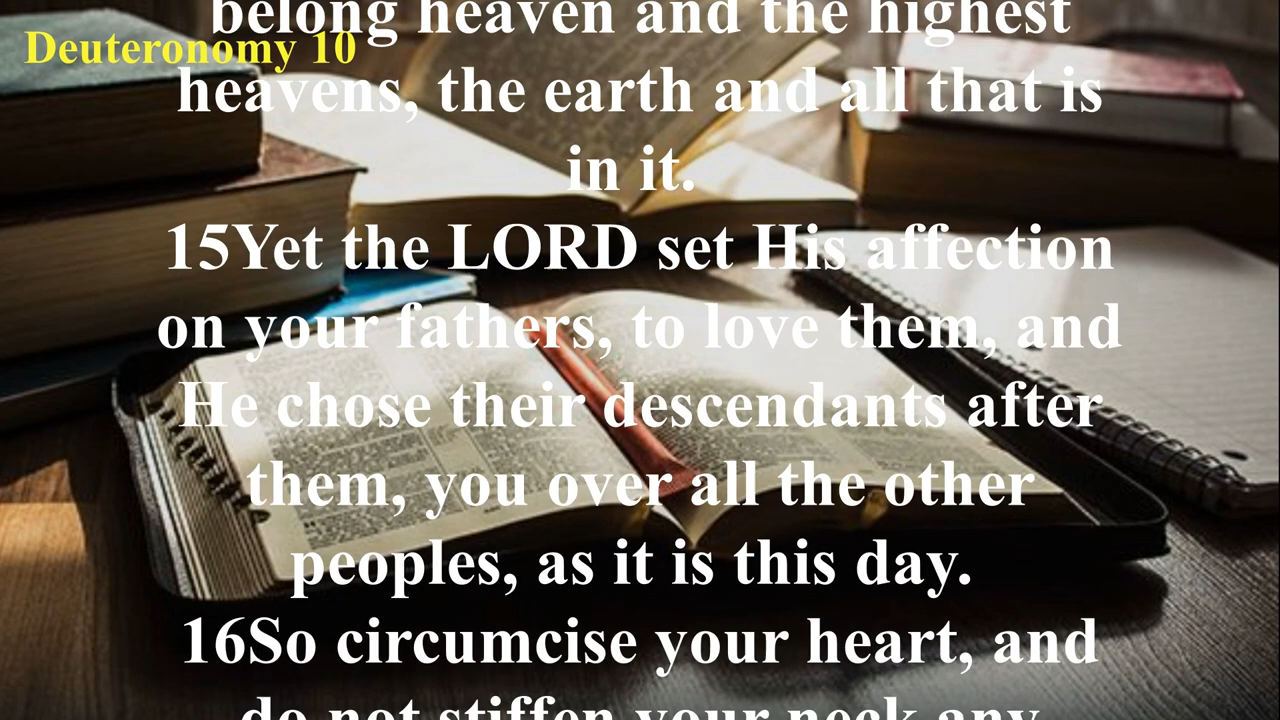 belong heaven and the highest
Deuteronomy 10
heavens, the earth and all that is
in it.
15Yet the LORD set His affection
on your fathers, to love them, and
He chose their descendants after
them, you over all the other
peoples, as it is this day.
16So circumcise your heart, and
do not stiffen your neck any